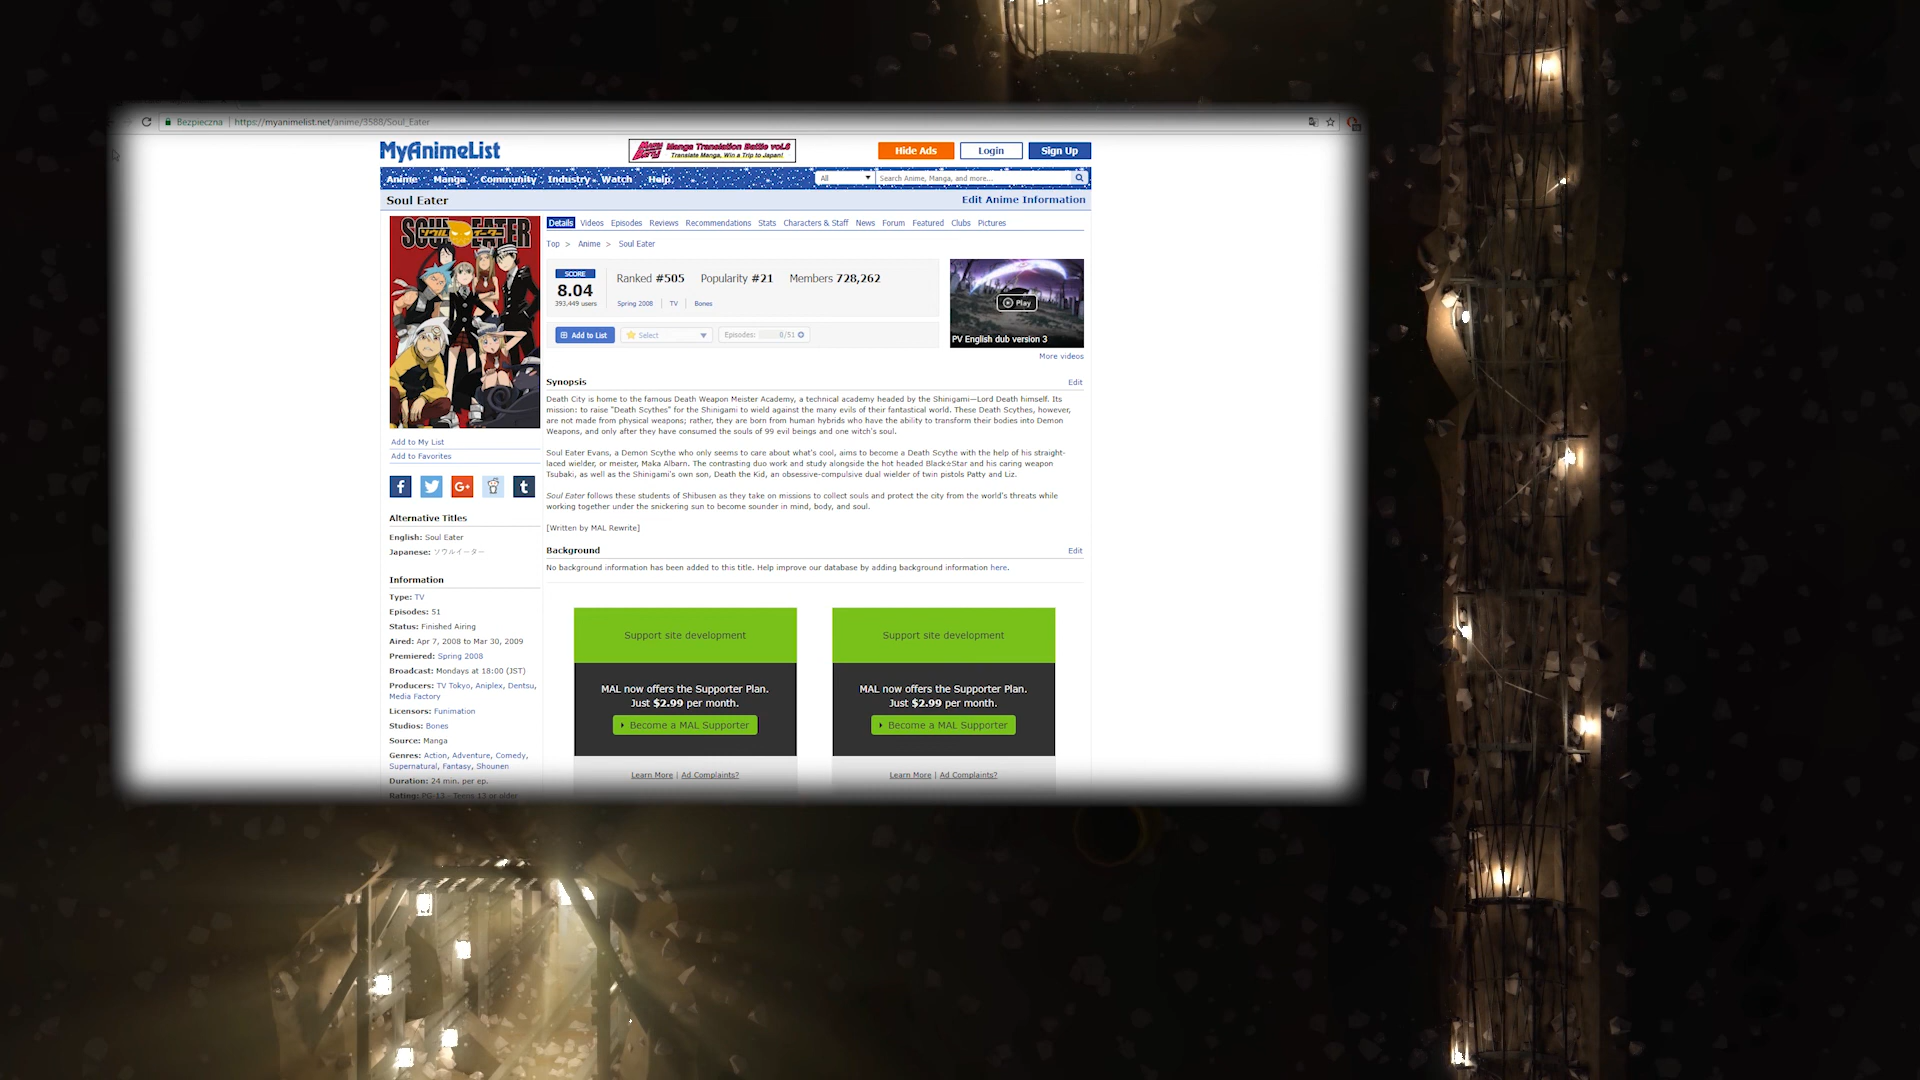 Bezpieczna https://myanimelist.net/anime/3588/Soul_Eater
MyAnimeList
Manga Translation Battle vol.8
Translate Manga, Win a Trip to Japan!
Hide Ads Login Sign Up
Anime Manga Community Industry Watch Help
All Search Anime, Manga, and more...
Soul Eater Edit Anime Information
SOUL EATER
ソウルイーター
Details Videos Episodes Reviews Recommendations Stats Characters & Staff News Forum Featured Clubs Pictures
Top > Anime > Soul Eater
SCORE
8.04
393,449 users
Ranked #505 Popularity #21 Members 728,262
Spring 2008 TV Bones
Add to List Select Episodes: 0/51
Play
PV English dub version 3
More videos
Synopsis Edit
Death City is home to the famous Death Weapon Meister Academy, a technical academy headed by the Shinigami—Lord Death himself. Its
mission: to raise "Death Scythes" for the Shinigami to wield against the many evils of their fantastical world. These Death Scythes, however,
are not made from physical weapons; rather, they are born from human hybrids who have the ability to transform their bodies into Demon
Weapons, and only after they have consumed the souls of 99 evil beings and one witch's soul.
Soul Eater Evans, a Demon Scythe who only seems to care about what's cool, aims to become a Death Scythe with the help of his straight-
laced wielder, or meister, Maka Albarn. The contrasting duo work and study alongside the hot headed Black☆Star and his caring weapon
Tsubaki, as well as the Shinigami's own son, Death the Kid, an obsessive-compulsive dual wielder of twin pistols Patty and Liz.
Soul Eater follows these students of Shibusen as they take on missions to collect souls and protect the city from the world's threats while
working together under the snickering sun to become sounder in mind, body, and soul.
[Written by MAL Rewrite]
Background Edit
No background information has been added to this title. Help improve our database by adding background information here.
Support site development
MAL now offers the Supporter Plan.
Just $2.99 per month.
Become a MAL Supporter
Learn More | Ad Complaints?
Support site development
MAL now offers the Supporter Plan.
Just $2.99 per month.
Become a MAL Supporter
Learn More | Ad Complaints?
Add to My List
Add to Favorites
Alternative Titles
English: Soul Eater
Japanese: ソウルイーター
Information
Type: TV
Episodes: 51
Status: Finished Airing
Aired: Apr 7, 2008 to Mar 30, 2009
Premiered: Spring 2008
Broadcast: Mondays at 18:00 (JST)
Producers: TV Tokyo, Aniplex, Dentsu,
Media Factory
Licensors: Funimation
Studios: Bones
Source: Manga
Genres: Action, Adventure, Comedy,
Supernatural, Fantasy, Shounen
Duration: 24 min. per ep.
Rating: PG-13 - Teens 13 or older